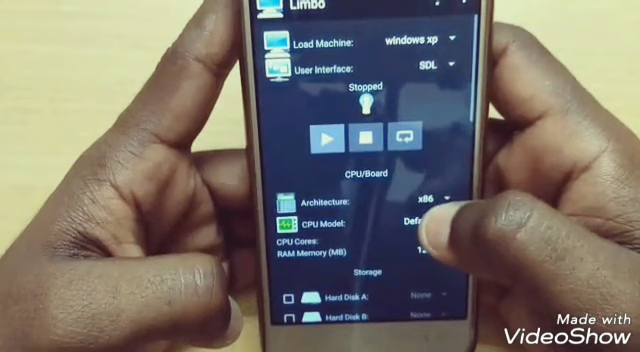 Limbo
Load Machine: windows xp
User Interface: SDL
Stopped
CPU/Board
Architecture: x86
CPU Model:
CPU Cores:
RAM Memory (MB)
Storage
Hard Disk A: None
Hard Disk B: None
Made with
VideoShow